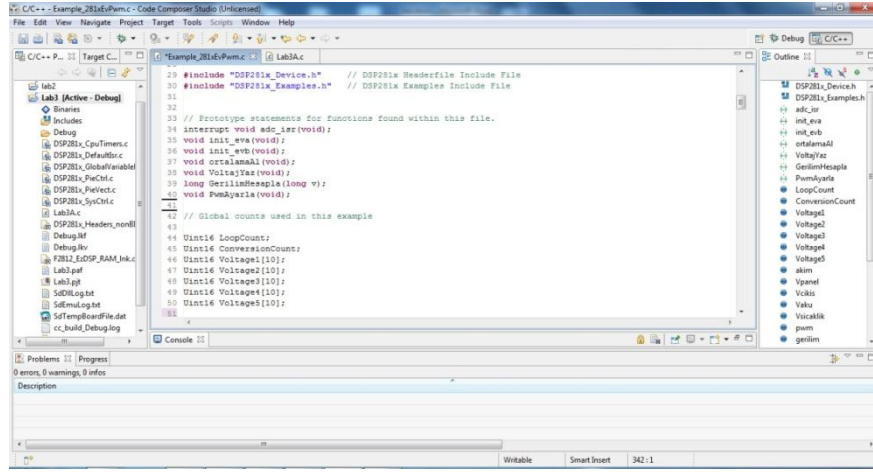 C/C++ - Example_281xEvPwm.c - Code Composer Studio (Unlicensed)
File Edit View Navigate Project Target Tools Scripts Window Help
Debug C/C++
C/C++ P... Target C...
*Example_281xEvPwm.c Lab3A.c
Outline
lab2
Lab3 [Active - Debug]
Binaries
Includes
Debug
DSP281x_CpuTimers.c
DSP281x_DefaultIsr.c
DSP281x_GlobalVariable
DSP281x_PieCtrl.c
DSP281x_PieVect.c
DSP281x_SysCtrl.c
Lab3A.c
DSP281x_Headers_nonBI
Debug.lkf
Debug.lkv
F2812_EzDSP_RAM_lnk.c
Lab3.paf
Lab3.pjt
SdDllLog.txt
SdEmuLog.txt
SdTempBoardFile.dat
cc_build_Debug.log
29 #include "DSP281x_Device.h" // DSP281x Headerfile Include File
30 #include "DSP281x_Examples.h" // DSP281x Examples Include File
31
32
33 // Prototype statements for functions found within this file.
34 interrupt void adc_isr(void);
35 void init_eva(void);
36 void init_evb(void);
37 void ortalamaAl(void);
38 void VoltajYaz(void);
39 long GerilimHesapla(long v);
40 void PwmAyarla(void);
41
42 // Global counts used in this example
43
44 Uint16 LoopCount;
45 Uint16 ConversionCount;
46 Uint16 Voltage1[10];
47 Uint16 Voltage2[10];
48 Uint16 Voltage3[10];
49 Uint16 Voltage4[10];
50 Uint16 Voltage5[10];
51
DSP281x_Device.h
DSP281x_Examples.h
adc_isr
init_eva
init_evb
ortalamaAl
VoltajYaz
GerilimHesapla
PwmAyarla
LoopCount
ConversionCount
Voltage1
Voltage2
Voltage3
Voltage4
Voltage5
akim
Vpanel
Vcikis
Vaku
Vsicaklik
pwm
gerilim
Console
Problems Progress
0 errors, 0 warnings, 0 infos
Description
Writable Smart Insert 342 : 1